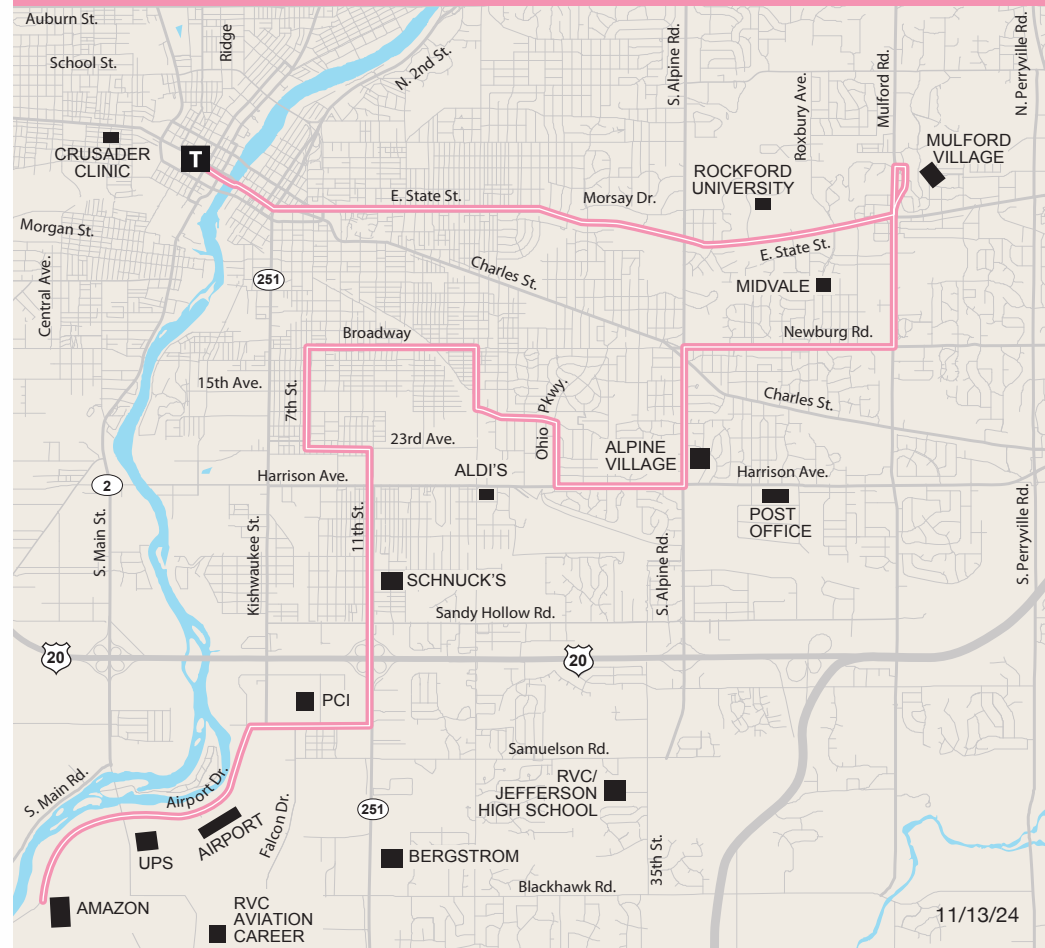 Auburn St.
School St.
Ridge
N. 2nd St.
S. Alpine Rd.
Roxbury Ave.
Mulford Rd.
N. Perryville Rd.
CRUSADER
CLINIC
T
MULFORD
VILLAGE
ROCKFORD
UNIVERSITY
E. State St.
Morsay Dr.
Morgan St.
E. State St.
Central Ave.
251
Charles St.
MIDVALE
Broadway
Newburg Rd.
15th Ave.
7th St.
Ohio Pkwy.
Charles St.
23rd Ave.
ALPINE
VILLAGE
Harrison Ave.
ALDI'S
Harrison Ave.
2
POST
OFFICE
S. Main St.
Kishwaukee St.
11th St.
S. Alpine Rd.
S. Perryville Rd.
SCHNUCK'S
Sandy Hollow Rd.
20
20
PCI
Samuelson Rd.
S. Main Rd.
Airport Dr.
RVC/
JEFFERSON
HIGH SCHOOL
251
AIRPORT
Falcon Dr.
UPS
BERGSTROM
35th St.
Blackhawk Rd.
AMAZON
RVC
AVIATION
CAREER
11/13/24